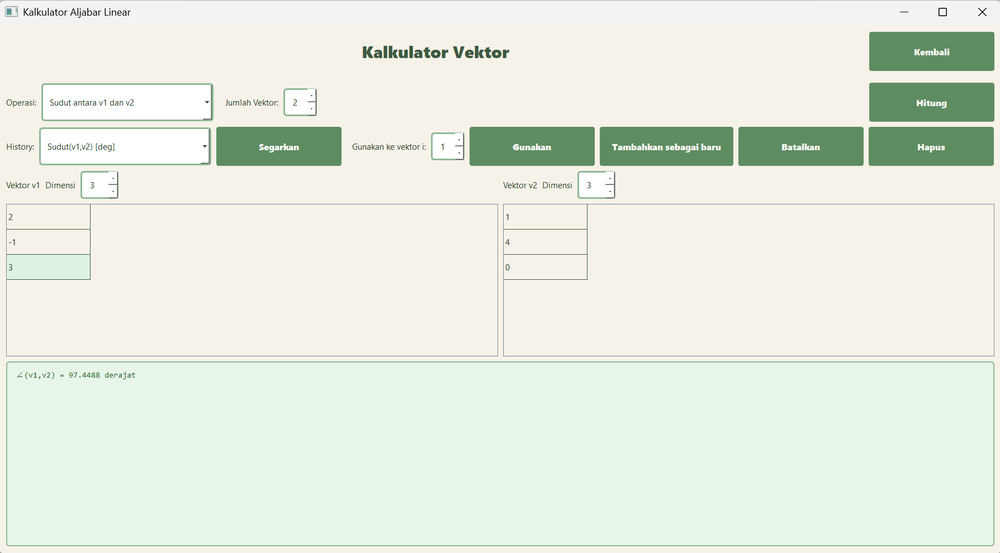 Kalkulator Aljabar Linear
Kalkulator Vektor
Kembali
Operasi: Sudut antara v1 dan v2 Jumlah Vektor: 2 Hitung
History: Sudut(v1,v2) [deg] Segarkan Gunakan ke vektor i: 1 Gunakan Tambahkan sebagai baru Batalkan Hapus
Vektor v1 Dimensi 3 Vektor v2 Dimensi 3
2 1
-1 4
3 0
∠(v1,v2) = 97.4488 derajat